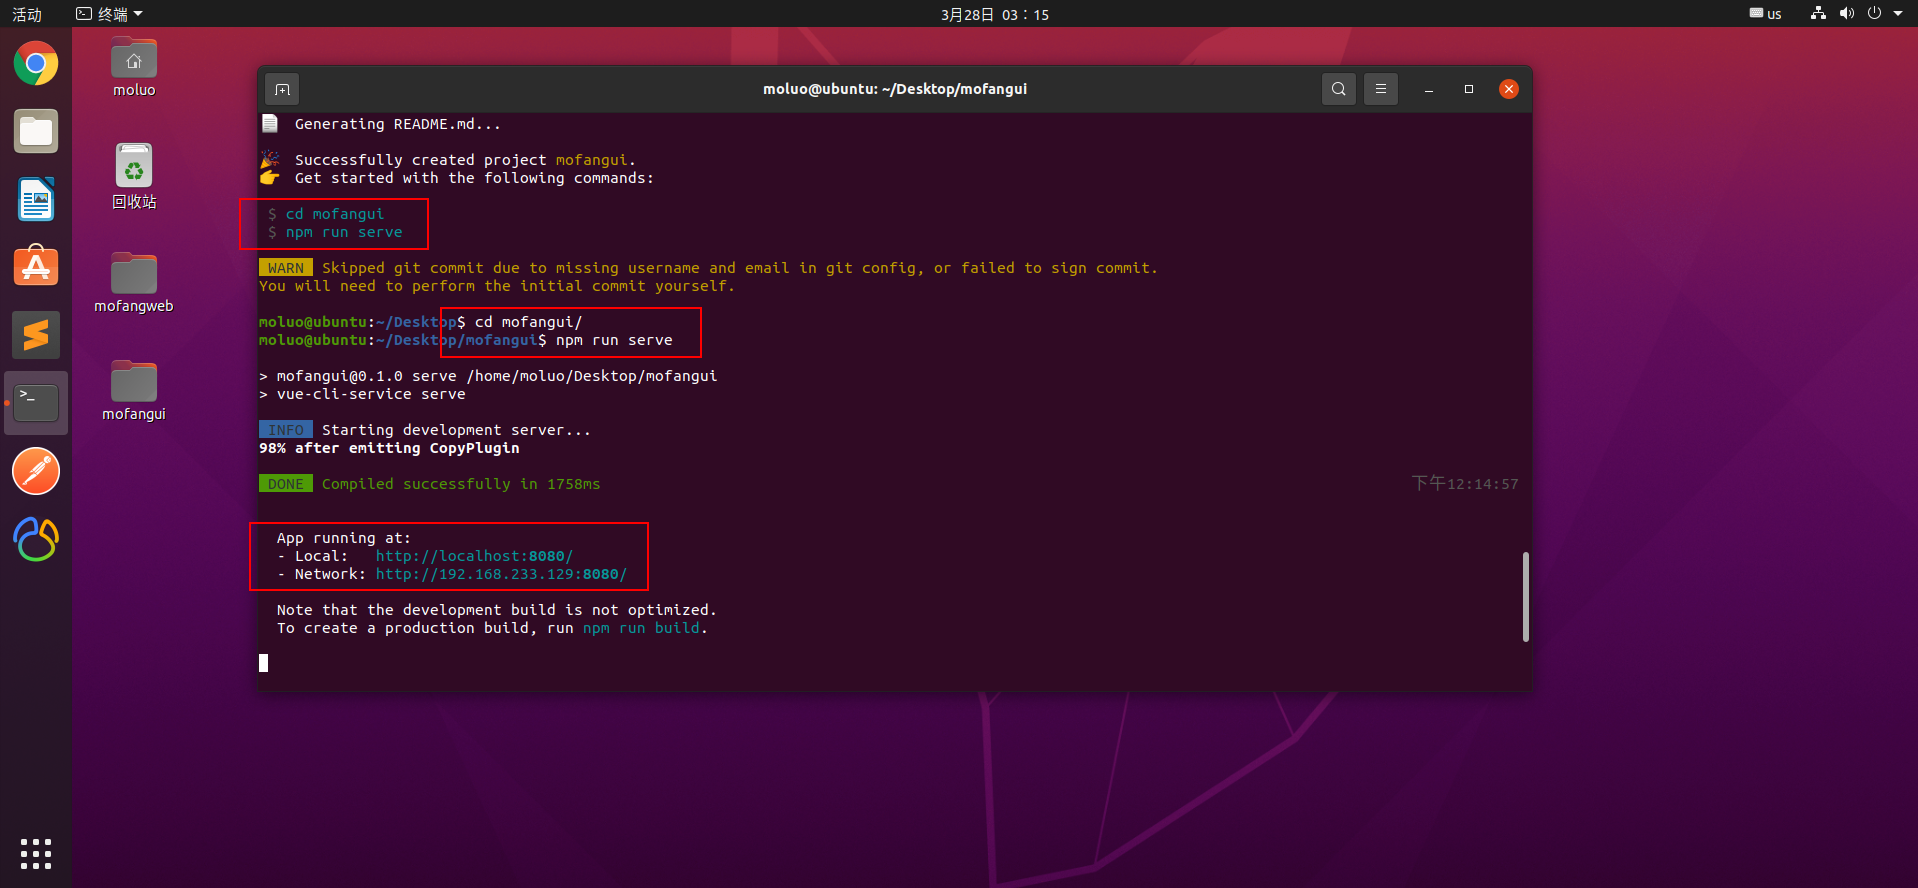 活动
终端
3月28日 03：15
us
moluo
回收站
mofangweb
mofangui
moluo@ubuntu: ~/Desktop/mofangui
Generating README.md...
Successfully created project mofangui.
Get started with the following commands:
$ cd mofangui
$ npm run serve
WARN Skipped git commit due to missing username and email in git config, or failed to sign commit.
You will need to perform the initial commit yourself.
moluo@ubuntu:~/Desktop$ cd mofangui/
moluo@ubuntu:~/Desktop/mofangui$ npm run serve
> mofangui@0.1.0 serve /home/moluo/Desktop/mofangui
> vue-cli-service serve
INFO Starting development server...
98% after emitting CopyPlugin
DONE Compiled successfully in 1758ms 下午12:14:57
App running at:
- Local: http://localhost:8080/
- Network: http://192.168.233.129:8080/
Note that the development build is not optimized.
To create a production build, run npm run build.